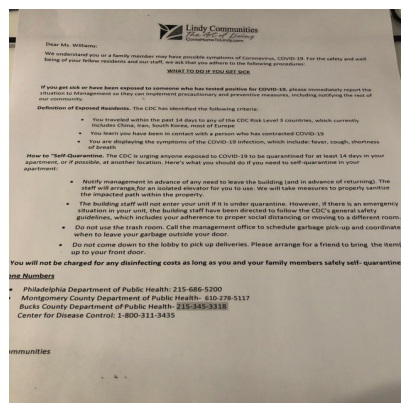 Lindy Communities
The Art of Living
ComeHomeToLindy.com
Dear Ms. Williams:
We understand you or a family member may have possible symptoms of Coronavirus, COVID-19. For the safety and well
being of your fellow residents and our staff, we ask that you adhere to the following procedures:
WHAT TO DO IF YOU GET SICK
If you get sick or have been exposed to someone who has tested positive for COVID-19, please immediately report the
situation to Management so they can implement precautionary and preventive measures, including notifying the rest of
our community.
Definition of Exposed Residents. The CDC has identified the following criteria:
• You traveled within the past 14 days to any of the CDC Risk Level 3 countries, which currently
includes China, Iran, South Korea, most of Europe
• You learn you have been in contact with a person who has contracted COVID-19
• You are displaying the symptoms of the COVID-19 infection, which include: fever, cough, shortness
of breath
How to "Self-Quarantine. The CDC is urging anyone exposed to COVID-19 to be quarantined for at least 14 days in your
apartment, or if possible, at another location. Here's what you should do if you need to self-quarantine in your
apartment:
• Notify management in advance of any need to leave the building (and in advance of returning). The
staff will arrange for an isolated elevator for you to use. We will take measures to properly sanitize
the impacted path within the property.
• The building staff will not enter your unit if it is under quarantine. However, if there is an emergency
situation in your unit, the building staff have been directed to follow the CDC's general safety
guidelines, which includes your adherence to proper social distancing or moving to a different room.
• Do not use the trash room. Call the management office to schedule garbage pick-up and coordinate
when to leave your garbage outside your door.
• Do not come down to the lobby to pick up deliveries. Please arrange for a friend to bring the item
up to your front door.
You will not be charged for any disinfecting costs as long as you and your family members safely self- quarantine
one Numbers
• Philadelphia Department of Public Health: 215-686-5200
• Montgomery County Department of Public Health- 610-278-5117
Bucks County Department of Public Health- 215-345-3318
Center for Disease Control: 1-800-311-3435
mmunities